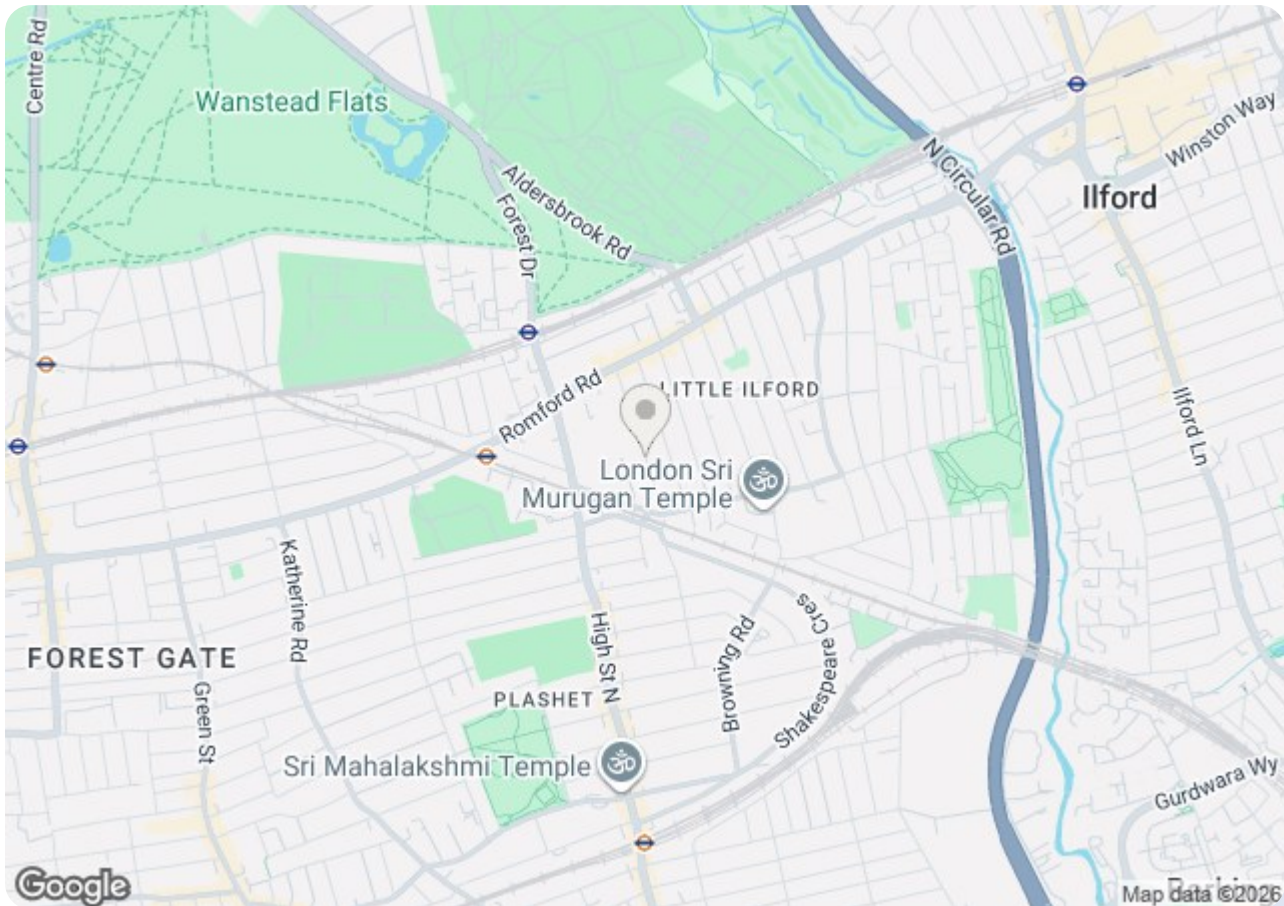 Centre Rd
Wanstead Flats
Winston Way
N Circular Rd
Aldersbrook Rd
Ilford
Forest Dr
Romford Rd
LITTLE ILFORD
Ilford Ln
London Sri
Murugan Temple
Katherine Rd
High St N
Shakespeare Cres
Browning Rd
FOREST GATE
Green St
PLASHET
Sri Mahalakshmi Temple
Gurdwara Wy
Google
Barking
Map data ©2026